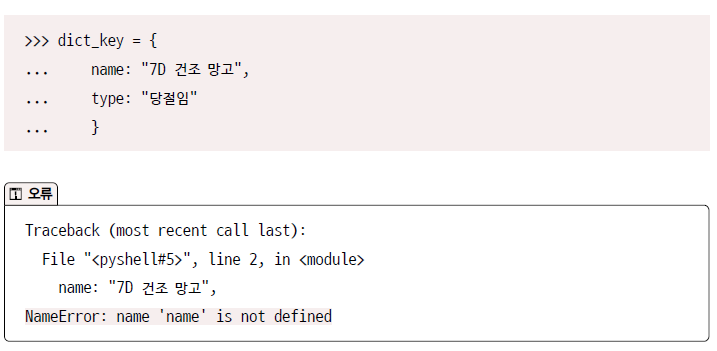 >>> dict_key = {
...     name: "7D 건조 망고",
...     type: "당절임"
...     }
오류
Traceback (most recent call last):
  File "<pyshell#5>", line 2, in <module>
    name: "7D 건조 망고",
NameError: name 'name' is not defined